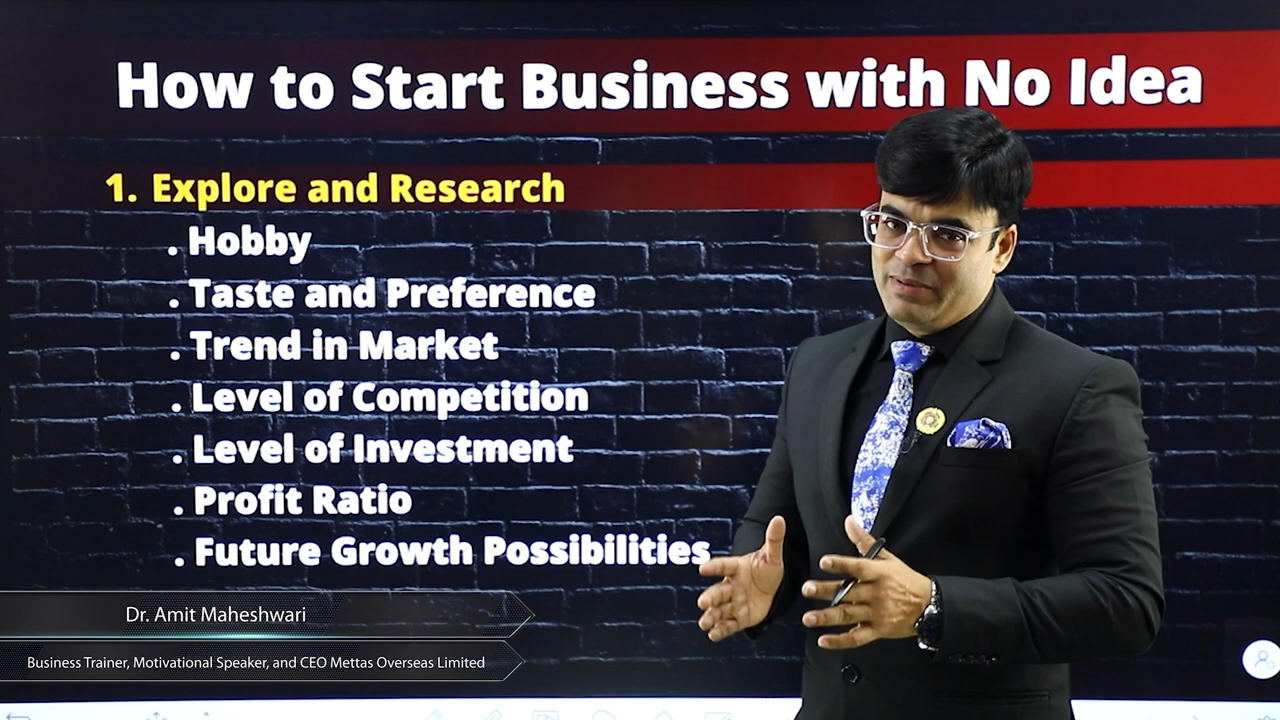 How to Start Business with No Idea
1. Explore and Research
. Hobby
. Taste and Preference
. Trend in Market
. Level of Competition
. Level of Investment
. Profit Ratio
. Future Growth Possibilities
Dr. Amit Maheshwari
Business Trainer, Motivational Speaker, and CEO Mettas Overseas Limited